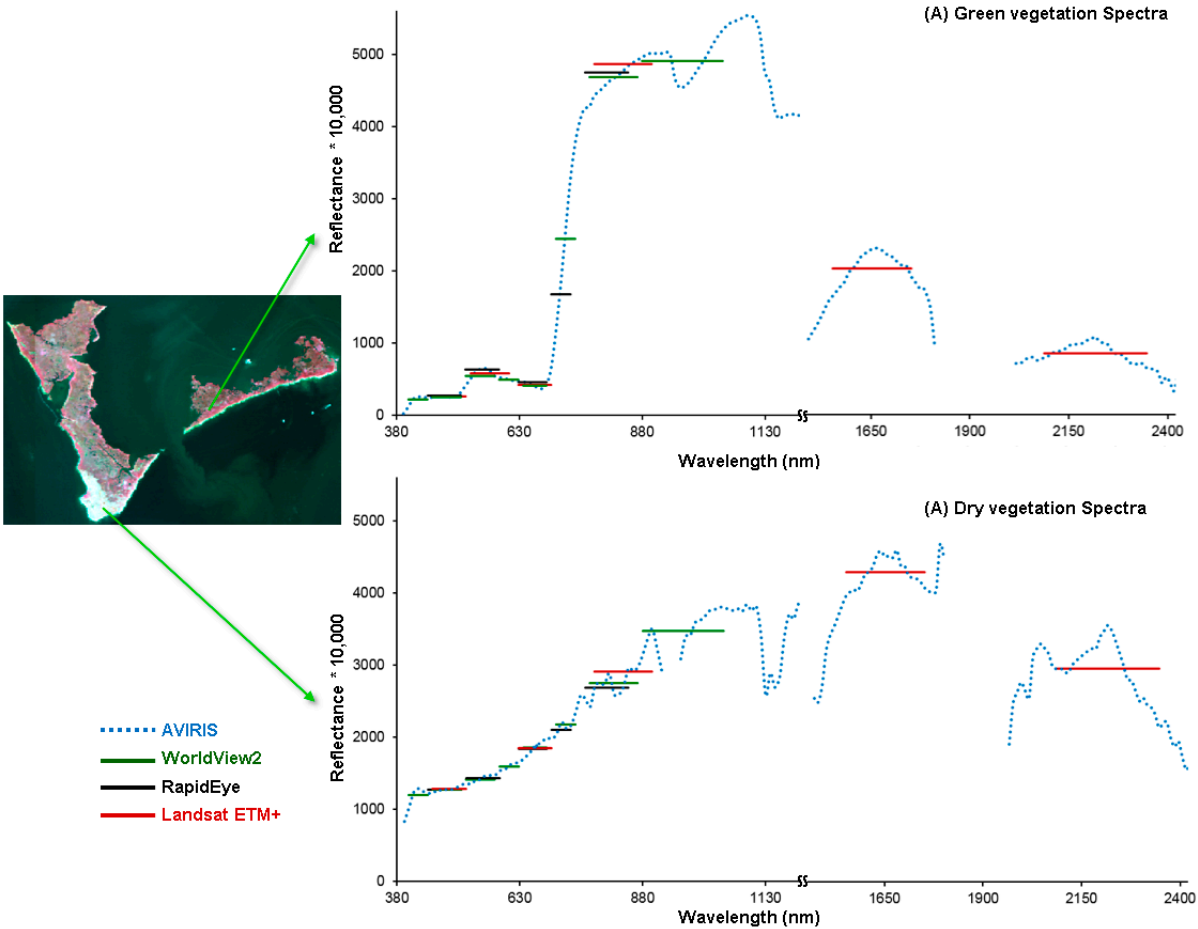 (A) Green vegetation Spectra
Reflectance * 10,000
5000
4000
3000
2000
1000
0
380 630 880 1130 1650 1900 2150 2400
Wavelength (nm)
(A) Dry vegetation Spectra
Reflectance * 10,000
5000
4000
3000
2000
1000
0
380 630 880 1130 1650 1900 2150 2400
Wavelength (nm)
AVIRIS
WorldView2
RapidEye
Landsat ETM+